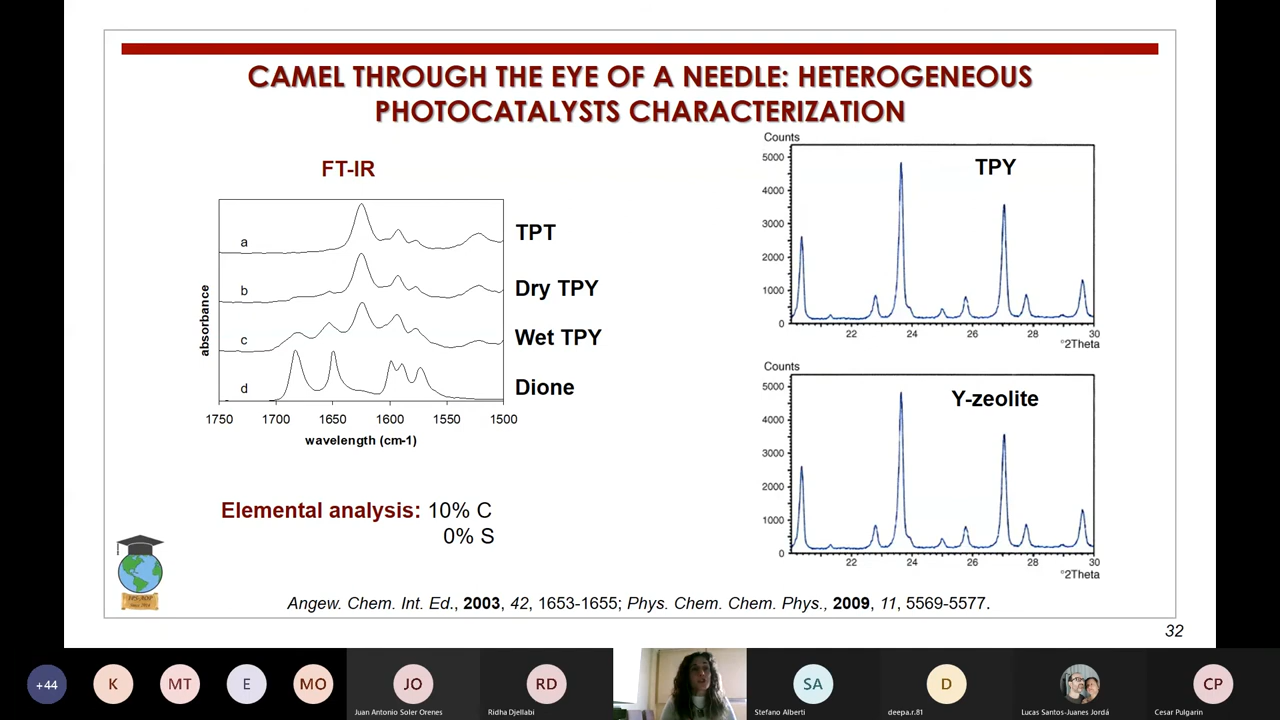 CAMEL THROUGH THE EYE OF A NEEDLE: HETEROGENEOUS
PHOTOCATALYSTS CHARACTERIZATION
FT-IR
a
TPT
b
Dry TPY
c
Wet TPY
d
Dione
absorbance
1750 1700 1650 1600 1550 1500
wavelength (cm-1)
Elemental analysis: 10% C
0% S
Counts
TPY
5000
4000
3000
2000
1000
0
22 24 26 28 30
°2Theta
Counts
Y-zeolite
5000
4000
3000
2000
1000
0
22 24 26 28 30
°2Theta
Angew. Chem. Int. Ed., 2003, 42, 1653-1655; Phys. Chem. Chem. Phys., 2009, 11, 5569-5577.
32
+44
K
MT
E
MO
JO
RD
SA
D
CP
Juan Antonio Soler Orenes
Ridha Djellabi
Stefano Alberti
deepa.r.81
Lucas Santos-Juanes Jordá
Cesar Pulgarin